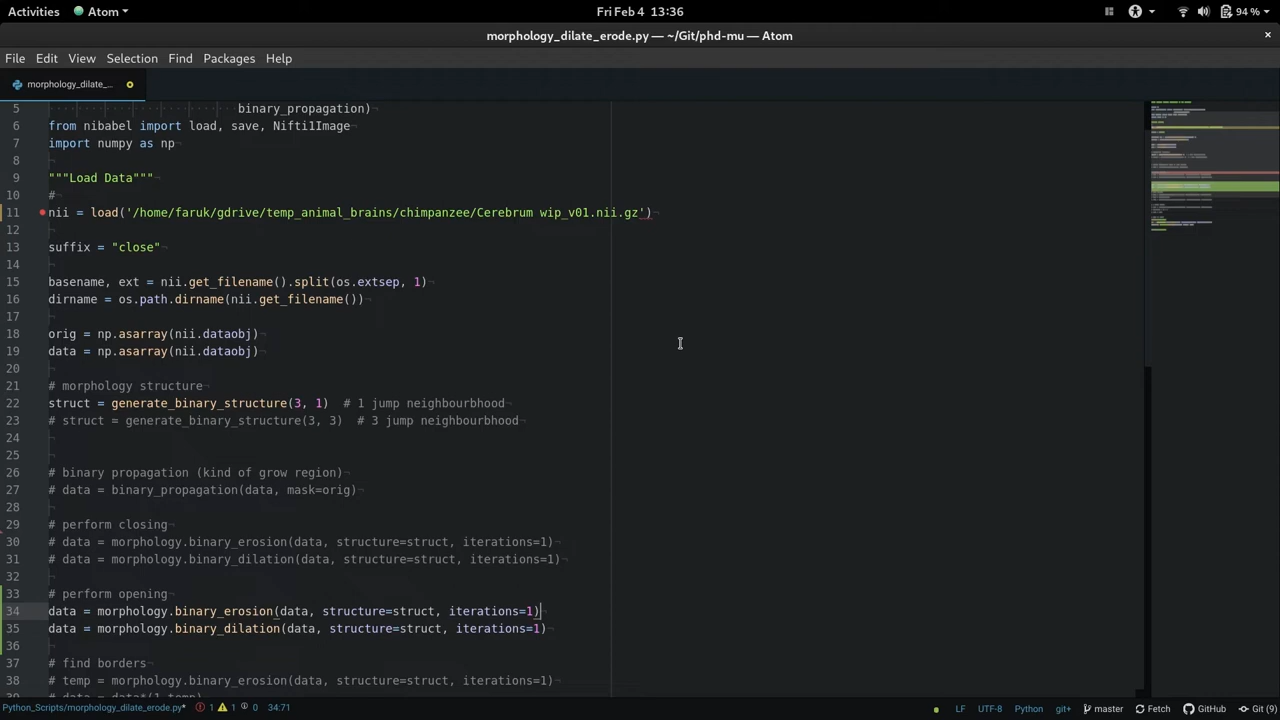 Activities Atom Fri Feb 4 13:36 94 %
morphology_dilate_erode.py — ~/Git/phd-mu — Atom
File Edit View Selection Find Packages Help
morphology_dilate_...
5 binary_propagation)
6 from nibabel import load, save, Nifti1Image
7 import numpy as np
8
9 """Load Data"""
10 #
11 nii = load('/home/faruk/gdrive/temp_animal_brains/chimpanzee/Cerebrum wip_v01.nii.gz')
12
13 suffix = "close"
14
15 basename, ext = nii.get_filename().split(os.extsep, 1)
16 dirname = os.path.dirname(nii.get_filename())
17
18 orig = np.asarray(nii.dataobj)
19 data = np.asarray(nii.dataobj)
20
21 # morphology structure
22 struct = generate_binary_structure(3, 1)  # 1 jump neighbourbhood
23 # struct = generate_binary_structure(3, 3)  # 3 jump neighbourbhood
24
25
26 # binary propagation (kind of grow region)
27 # data = binary_propagation(data, mask=orig)
28
29 # perform closing
30 # data = morphology.binary_erosion(data, structure=struct, iterations=1)
31 # data = morphology.binary_dilation(data, structure=struct, iterations=1)
32
33 # perform opening
34 data = morphology.binary_erosion(data, structure=struct, iterations=1)
35 data = morphology.binary_dilation(data, structure=struct, iterations=1)
36
37 # find borders
38 # temp = morphology.binary_erosion(data, structure=struct, iterations=1)
39 # data = data*(1-temp)
Python_Scripts/morphology_dilate_erode.py* 1 1 0 34:71 LF UTF-8 Python git+ master Fetch GitHub Git (9)